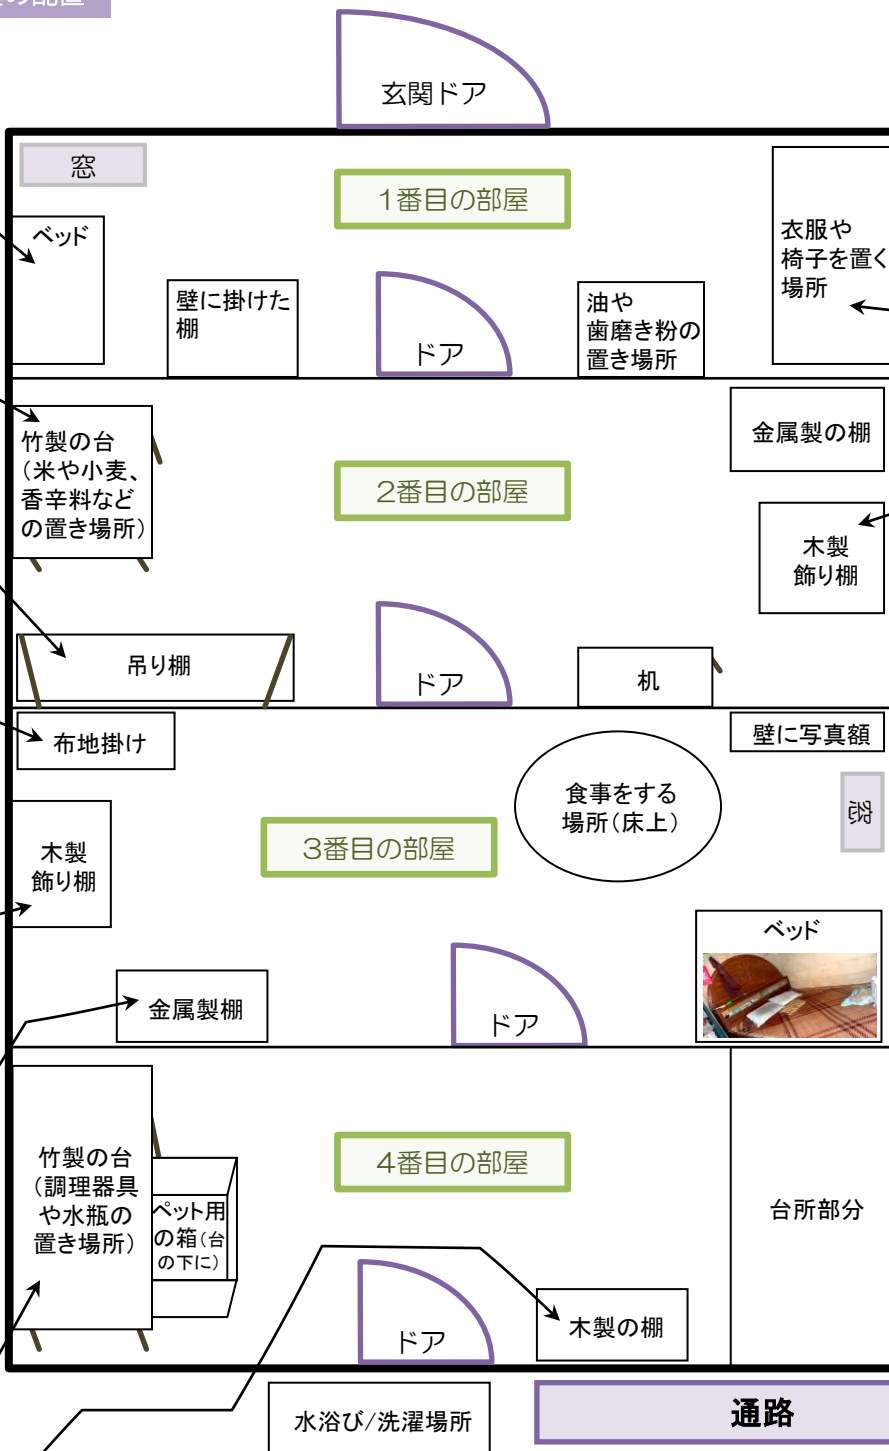 の配置
玄関ドア
窓
1番目の部屋
ベッド
衣服や
椅子を置く
場所
壁に掛けた
棚
ドア
油や
歯磨き粉の
置き場所
竹製の台
（米や小麦、
香辛料など
の置き場所）
2番目の部屋
金属製の棚
木製
飾り棚
吊り棚
ドア
机
布地掛け
壁に写真額
食事をする
場所（床上）
窓
木製
飾り棚
3番目の部屋
ベッド
金属製棚
ドア
竹製の台
（調理器具
や水瓶の
置き場所）
ペット用
の箱（台
の下に）
4番目の部屋
台所部分
ドア
木製の棚
水浴び/洗濯場所
通路